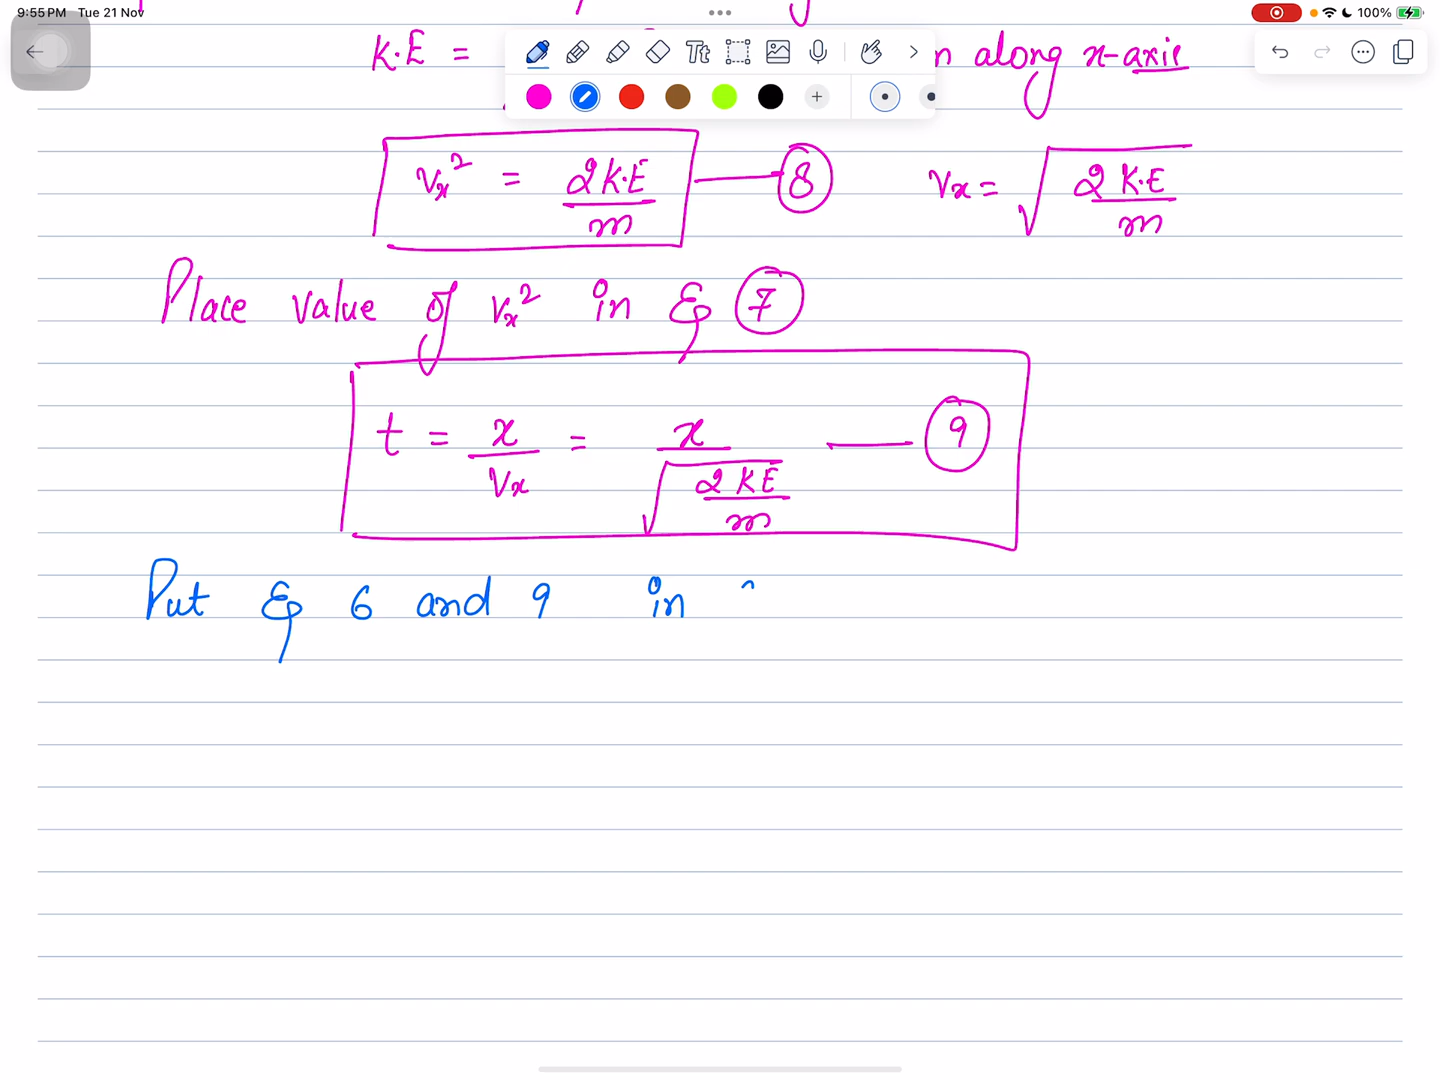 9:55 PM Tue 21 Nov
100%
K.E =
n along x-axis
Tt
Vx² = 2K.E/m — 8
Vx = √(2K.E/m)
Place value of Vx² in Eq 7
t = x/Vx = x/√(2KE/m) — 9
Put Eq 6 and 9 in